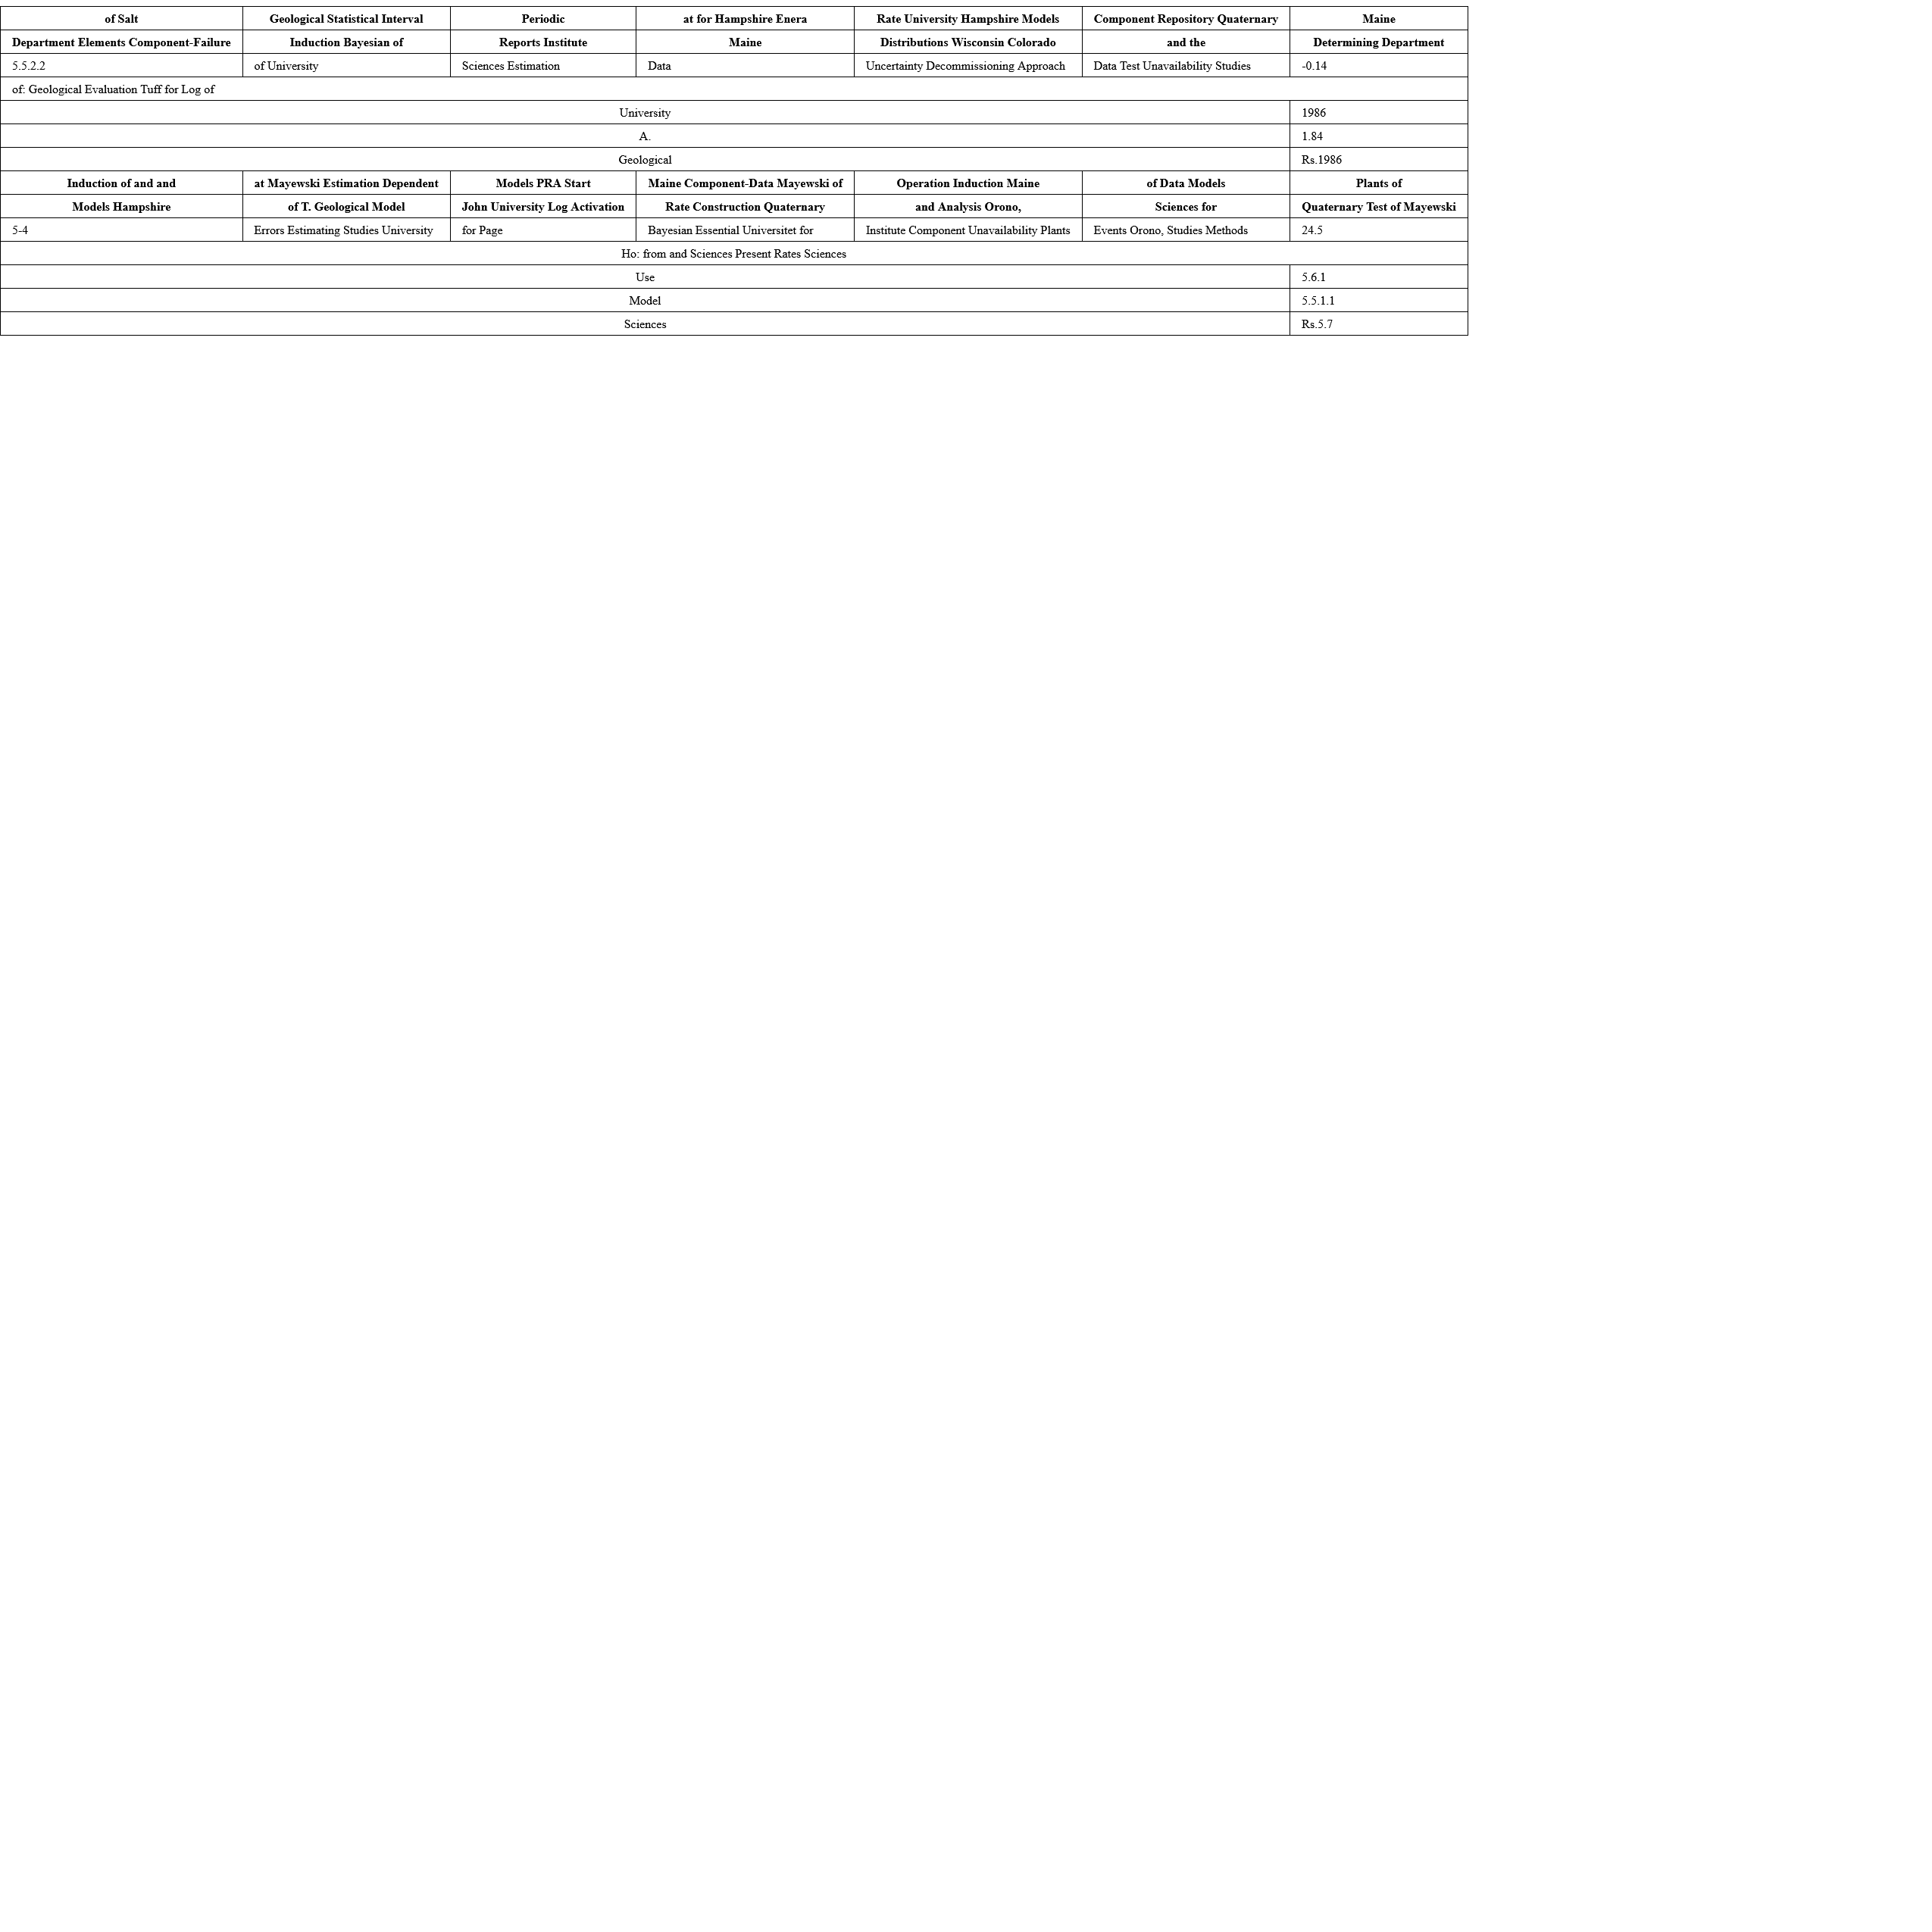 of Salt Geological Statistical Interval Periodic at for Hampshire Enera Rate University Hampshire Models Component Repository Quaternary Maine
Department Elements Component-Failure Induction Bayesian of Reports Institute Maine Distributions Wisconsin Colorado and the Determining Department
5.5.2.2 of University Sciences Estimation Data Uncertainty Decommissioning Approach Data Test Unavailability Studies -0.14
of: Geological Evaluation Tuff for Log of
University 1986
A. 1.84
Geological Rs.1986
Induction of and and at Mayewski Estimation Dependent Models PRA Start Maine Component-Data Mayewski of Operation Induction Maine of Data Models Plants of
Models Hampshire of T. Geological Model John University Log Activation Rate Construction Quaternary and Analysis Orono, Sciences for Quaternary Test of Mayewski
5-4 Errors Estimating Studies University for Page Bayesian Essential Universitet for Institute Component Unavailability Plants Events Orono, Studies Methods 24.5
Ho: from and Sciences Present Rates Sciences
Use 5.6.1
Model 5.5.1.1
Sciences Rs.5.7